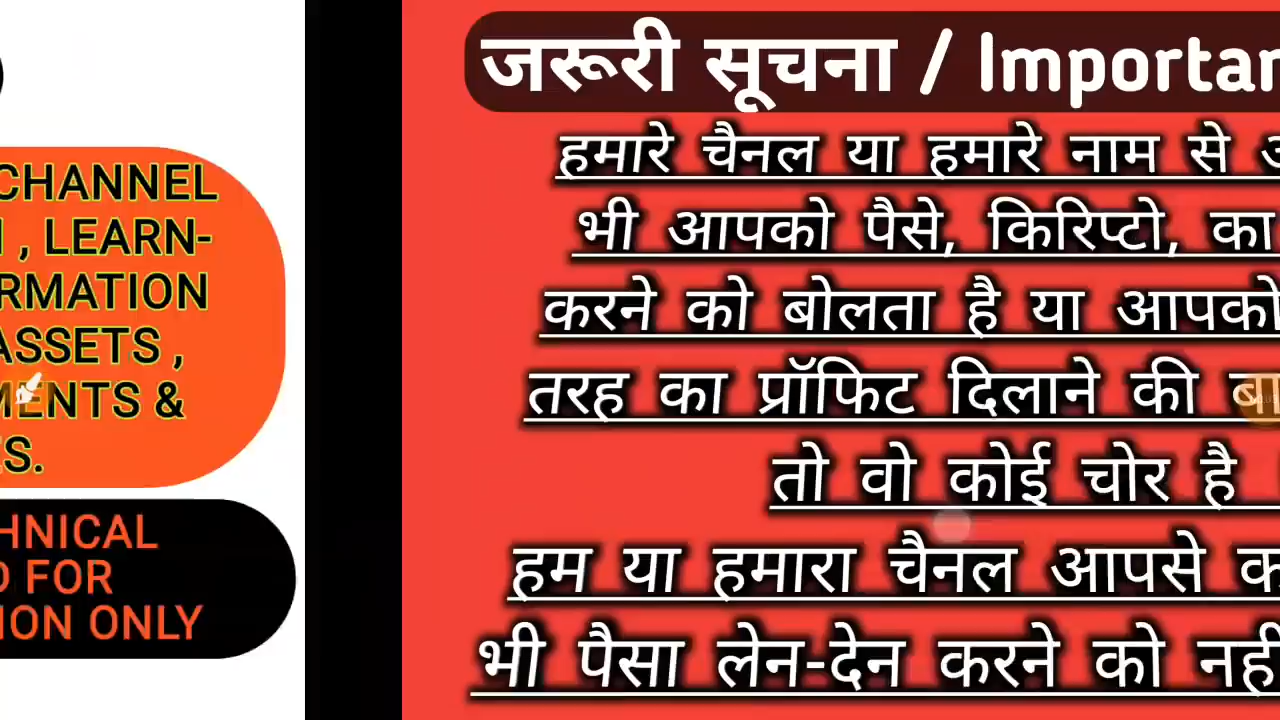 CHANNEL
, LEARN-
RMATION
ASSETS ,
MENTS &
S.
HNICAL
FOR
ION ONLY
जरूरी सूचना / Importan
हमारे चैनल या हमारे नाम से
भी आपको पैसे, किरिप्टो, का
करने को बोलता है या आपको
तरह का प्रॉफिट दिलाने की बा
तो वो कोई चोर है
हम या हमारा चैनल आपसे क
भी पैसा लेन-देन करने को नही